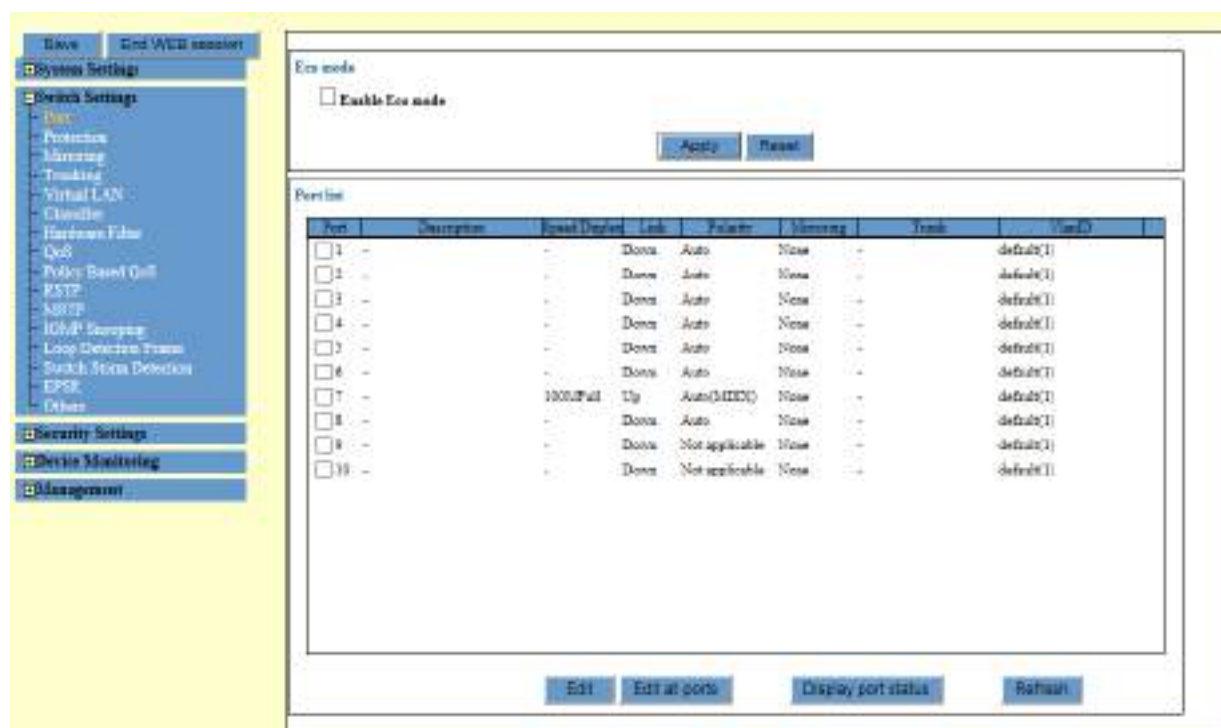 Save End WEB session
System Settings
Switch Settings
Port
Protection
Mirroring
Trunking
Virtual LAN
Classifier
Hardware Filter
QoS
Policy Based QoS
RSTP
MSTP
IGMP Snooping
Loop Detection Frame
Switch Storm Detection
EPSR
Others
Security Settings
Device Monitoring
Management
Eco mode
Enable Eco mode
Apply Reset
Port list
Port Description Speed/Duplex Link Polarity Mirroring Trunk VlanID
1 - - Down Auto None - default(1)
2 - - Down Auto None - default(1)
3 - - Down Auto None - default(1)
4 - - Down Auto None - default(1)
5 - - Down Auto None - default(1)
6 - - Down Auto None - default(1)
7 - 100M/Full Up Auto(MDIX) None - default(1)
8 - - Down Auto None - default(1)
9 - - Down Not applicable None - default(1)
10 - - Down Not applicable None - default(1)
Edit Edit all ports Display port status Refresh